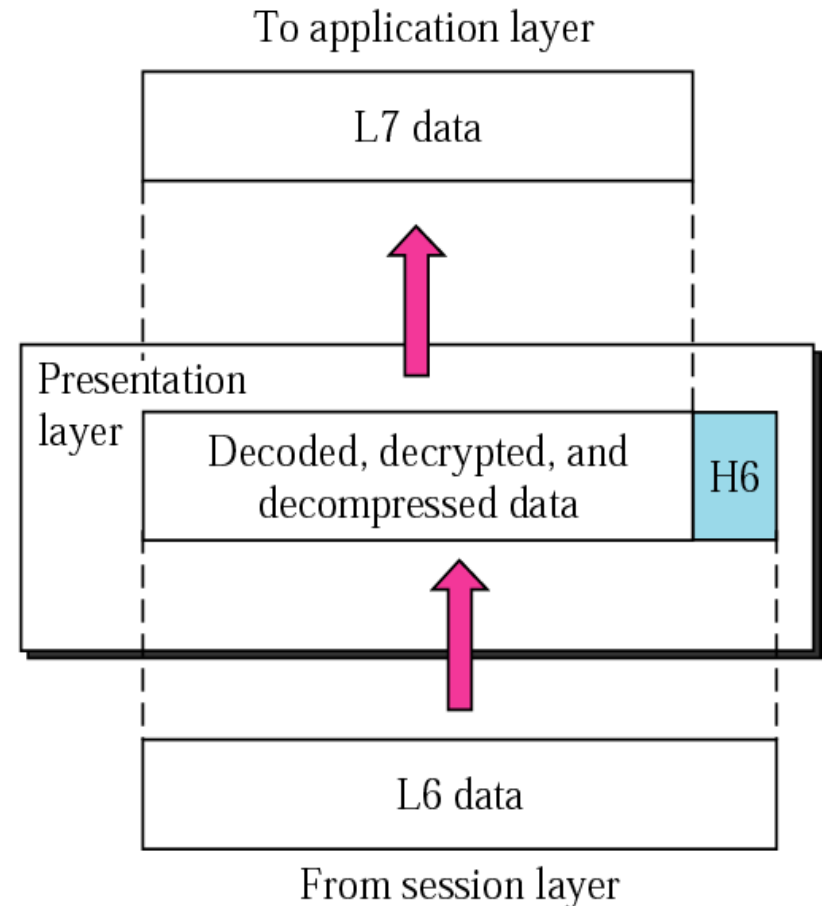 To application layer
L7 data
Presentation
layer
Decoded, decrypted, and
decompressed data
H6
L6 data
From session layer